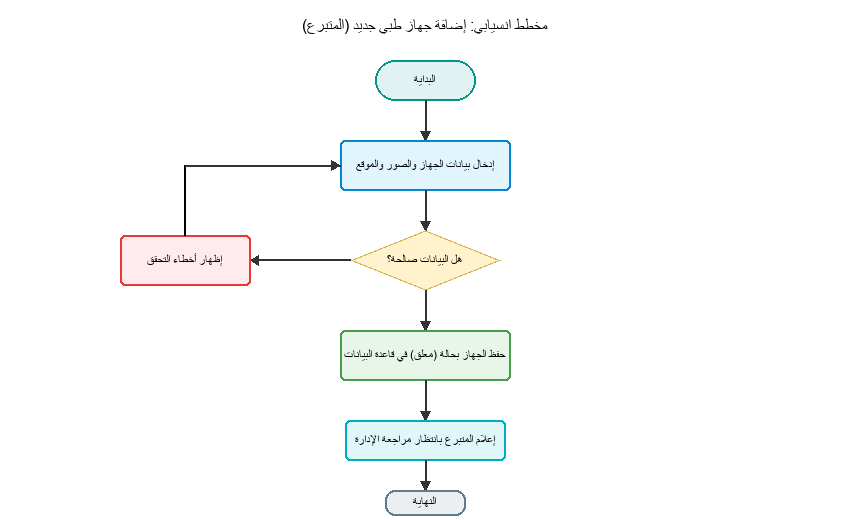 مخطط انسيابي: إضافة جهاز طبي جديد (المتبرع)
البداية
إدخال بيانات الجهاز والصور والموقع
هل البيانات صالحة؟
إظهار أخطاء التحقق
حفظ الجهاز بحالة (معلق) في قاعدة البيانات
إعلام المتبرع بانتظار مراجعة الإدارة
النهاية